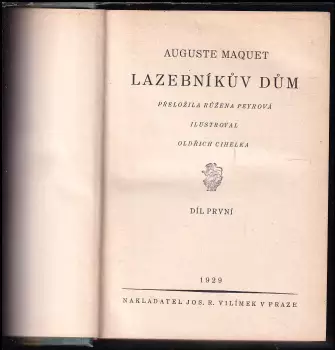 AUGUSTE MAQUET
LAZEBNÍKŮV DŮM
PŘELOŽILA RŮŽENA PEYROVÁ
ILUSTROVAL
OLDŘICH CIHELKA
DÍL PRVNÍ
1929
NAKLADATEL JOS. R. VILÍMEK V PRAZE